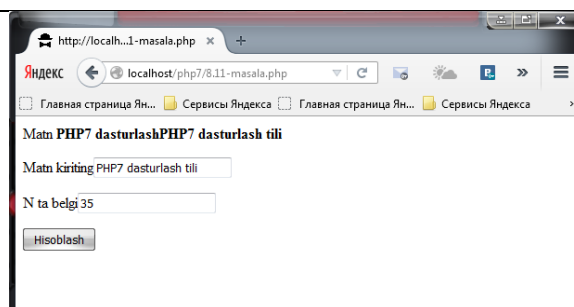 http://localh...1-masala.php × +
Яндекс localhost/php7/8.11-masala.php
Главная страница Ян... Сервисы Яндекса Главная страница Ян... Сервисы Яндекса
Matn PHP7 dasturlashPHP7 dasturlash tili
Matn kiriting PHP7 dasturlash tili
N ta belgi 35
Hisoblash